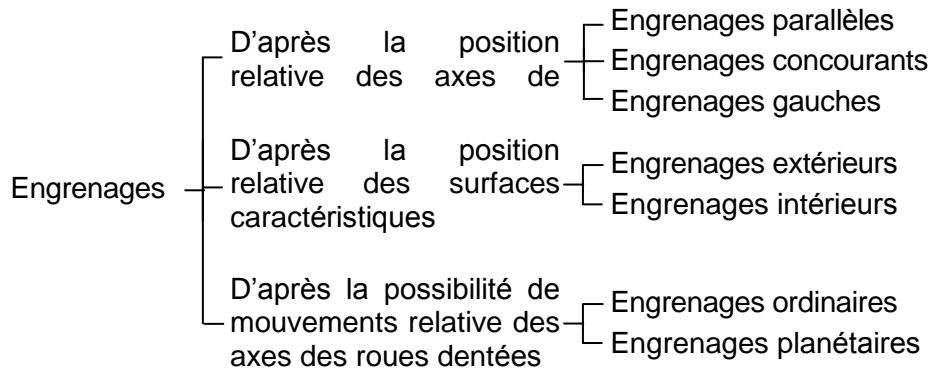 Engrenages
D'après la position
relative des axes de
Engrenages parallèles
Engrenages concourants
Engrenages gauches
D'après la position
relative des surfaces
caractéristiques
Engrenages extérieurs
Engrenages intérieurs
D'après la possibilité de
mouvements relative des
axes des roues dentées
Engrenages ordinaires
Engrenages planétaires